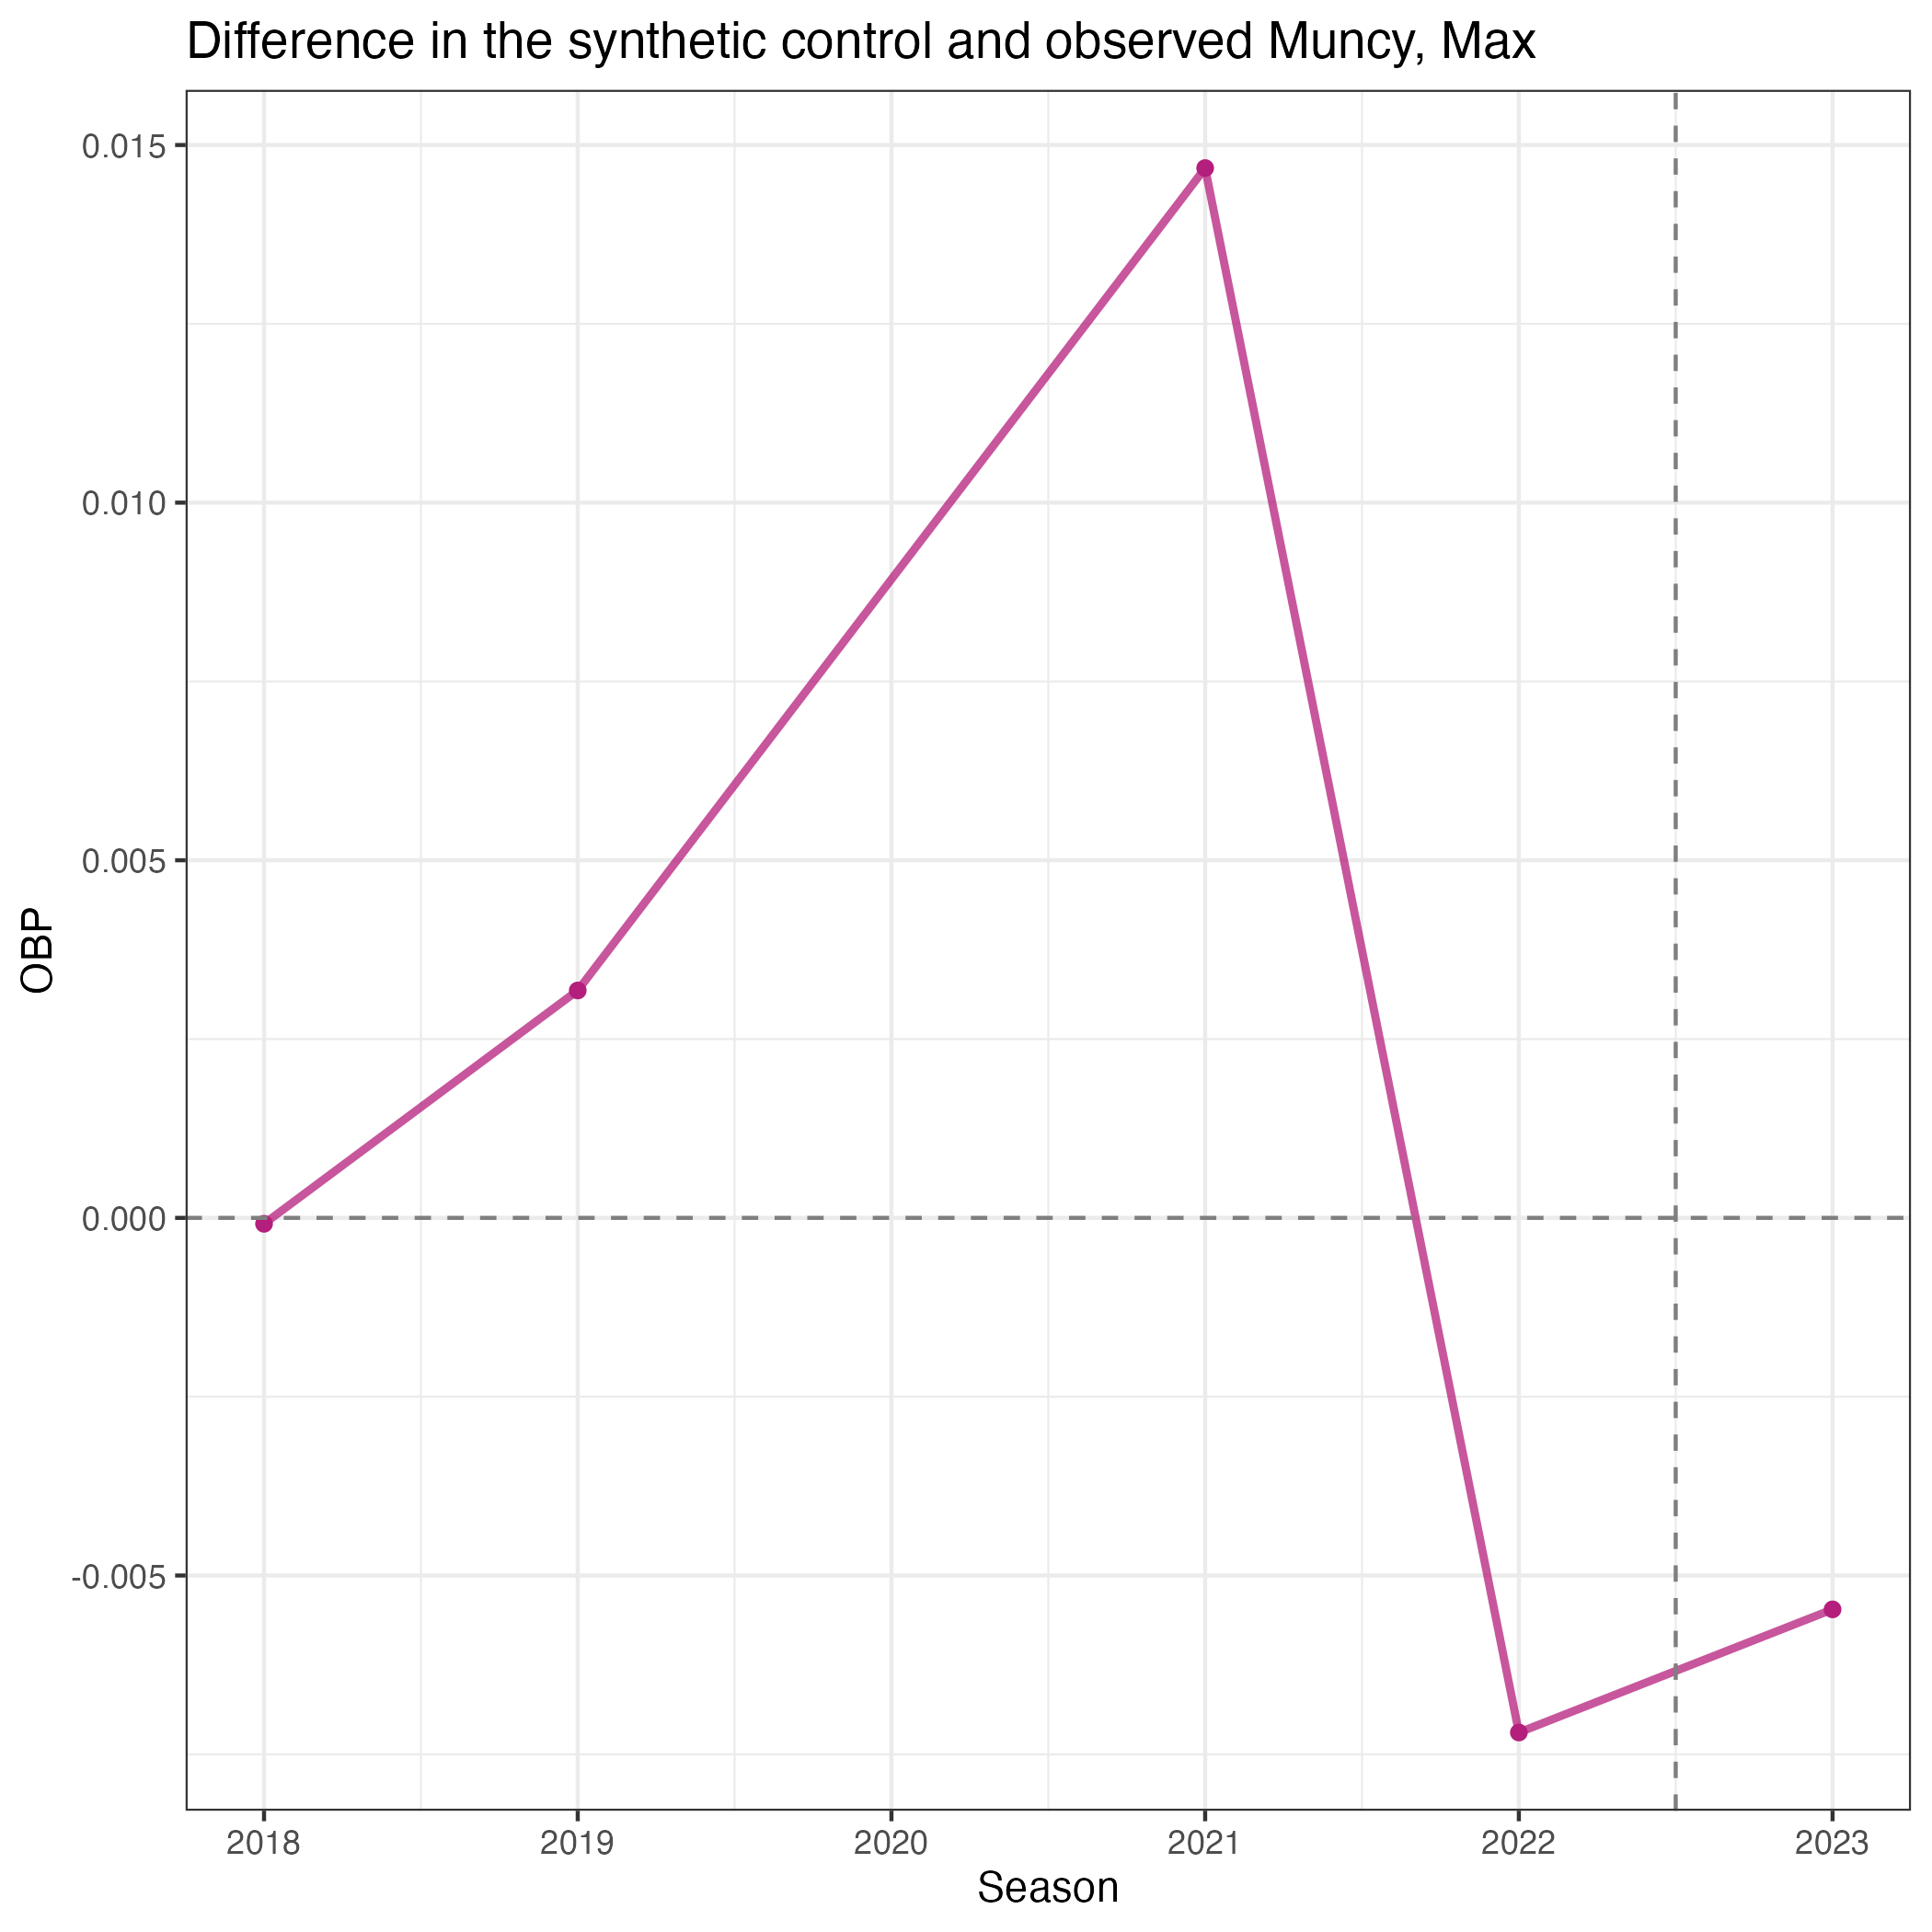 Difference in the synthetic control and observed Muncy, Max
0.015
0.010
0.005
0.000
-0.005
OBP
2018 2019 2020 2021 2022 2023
Season